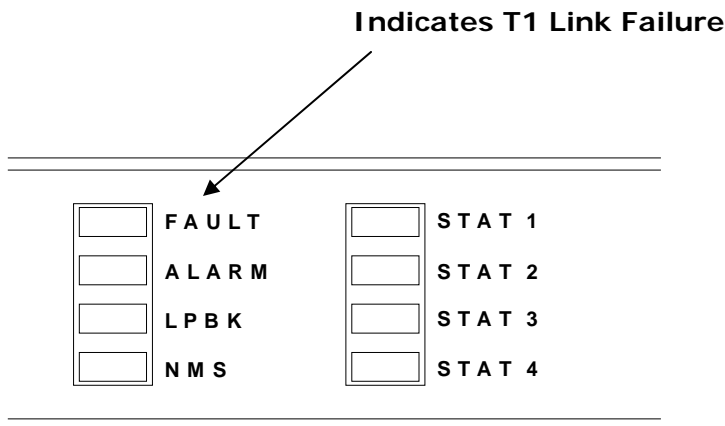 Indicates T1 Link Failure
FAULT
ALARM
LPBK
NMS
STAT 1
STAT 2
STAT 3
STAT 4